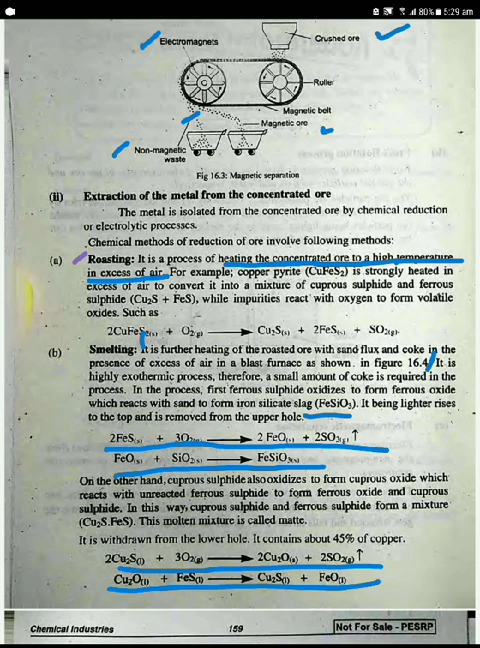 80% 5:29 am
Electromagnets
Crushed ore
Roller
Magnetic belt
Magnetic ore
Non-magnetic
waste
Fig 16.3: Magnetic separation
(ii) Extraction of the metal from the concentrated ore
The metal is isolated from the concentrated ore by chemical reduction
or electrolytic processes.
Chemical methods of reduction of ore involve following methods:
(a) Roasting: It is a process of heating the concentrated ore to a high temperature
in excess of air. For example; copper pyrite (CuFeS₂) is strongly heated in
excess of air to convert it into a mixture of cuprous sulphide and ferrous
sulphide (Cu₂S + FeS), while impurities react with oxygen to form volatile
oxides. Such as
2CuFeS₂(s) + O₂(g) ⟶ Cu₂S(s) + 2FeS(s) + SO₂(g).
(b) Smelting: It is further heating of the roasted ore with sand flux and coke in the
presence of excess of air in a blast furnace as shown. in figure 16.4. It is
highly exothermic process, therefore, a small amount of coke is required in the
process. In the process, first ferrous sulphide oxidizes to form ferrous oxide
which reacts with sand to form iron silicate slag (FeSiO₃). It being lighter rises
to the top and is removed from the upper hole.
2FeS(s) + 3O₂(g) ⟶ 2 FeO(s) + 2SO₂(g)↑
FeO(s) + SiO₂(s) ⟶ FeSiO₃(s)
On the other hand, cuprous sulphide also oxidizes to form cuprous oxide which
reacts with unreacted ferrous sulphide to form ferrous oxide and cuprous
sulphide. In this way, cuprous sulphide and ferrous sulphide form a mixture
(Cu₂S.FeS). This molten mixture is called matte.
It is withdrawn from the lower hole. It contains about 45% of copper.
2Cu₂S(l) + 3O₂(g) ⟶ 2Cu₂O(s) + 2SO₂(g)↑
Cu₂O(l) + FeS(l) ⟶ Cu₂S(l) + FeO(l)
Chemical Industries 159 Not For Sale - PESRP